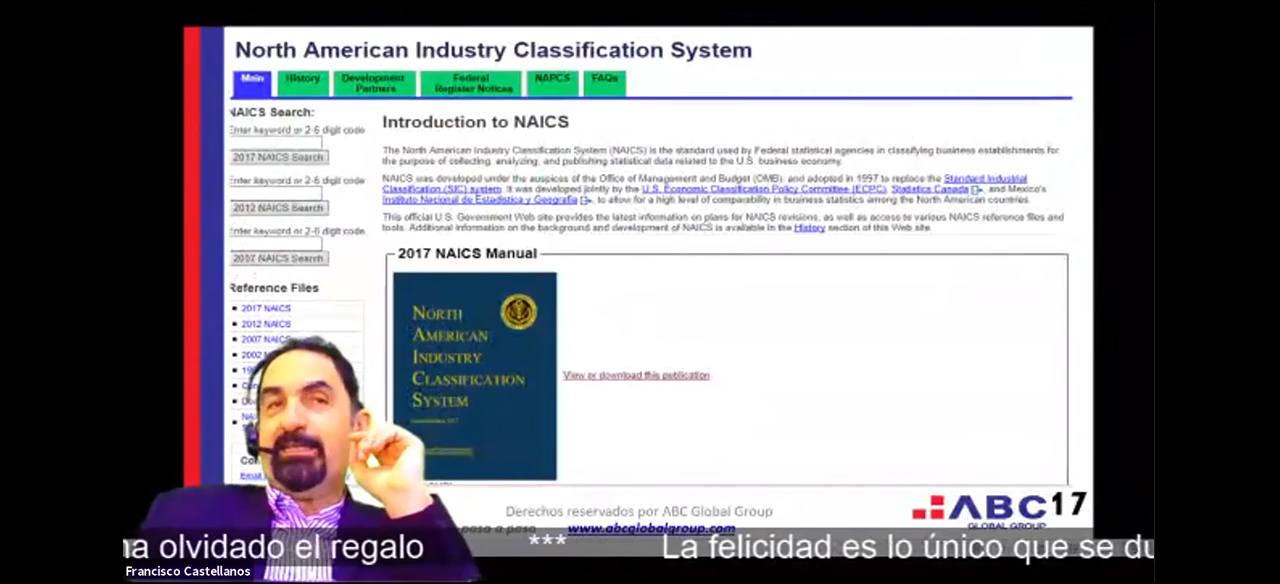 North American Industry Classification System
Main
History
Development
Partners
Federal
Register Notices
NAPCS
FAQs
NAICS Search:
Enter keyword or 2-6 digit code
2017 NAICS Search
Enter keyword or 2-6 digit code
2012 NAICS Search
Enter keyword or 2-6 digit code
2007 NAICS Search
Reference Files
2017 NAICS
2012 NAICS
2007 NAICS
2002
Introduction to NAICS
The North American Industry Classification System (NAICS) is the standard used by Federal statistical agencies in classifying business establishments for
the purpose of collecting, analyzing, and publishing statistical data related to the U.S. business economy.
NAICS was developed under the auspices of the Office of Management and Budget (OMB), and adopted in 1997 to replace the Standard Industrial
Classification (SIC) system. It was developed jointly by the U.S. Economic Classification Policy Committee (ECPC), Statistics Canada, and Mexico's
Instituto Nacional de Estadistica y Geografia, to allow for a high level of comparability in business statistics among the North American countries.
This official U.S. Government Web site provides the latest information on plans for NAICS revisions, as well as access to various NAICS reference files and
tools. Additional information on the background and development of NAICS is available in the History section of this Web site.
2017 NAICS Manual
NORTH
AMERICAN
INDUSTRY
CLASSIFICATION
SYSTEM
View or download this publication
Derechos reservados por ABC Global Group
paso a paso www.abcglobalgroup.com
ABC 17
GLOBAL GROUP
ha olvidado el regalo *** La felicidad es lo único que se du
Francisco Castellanos